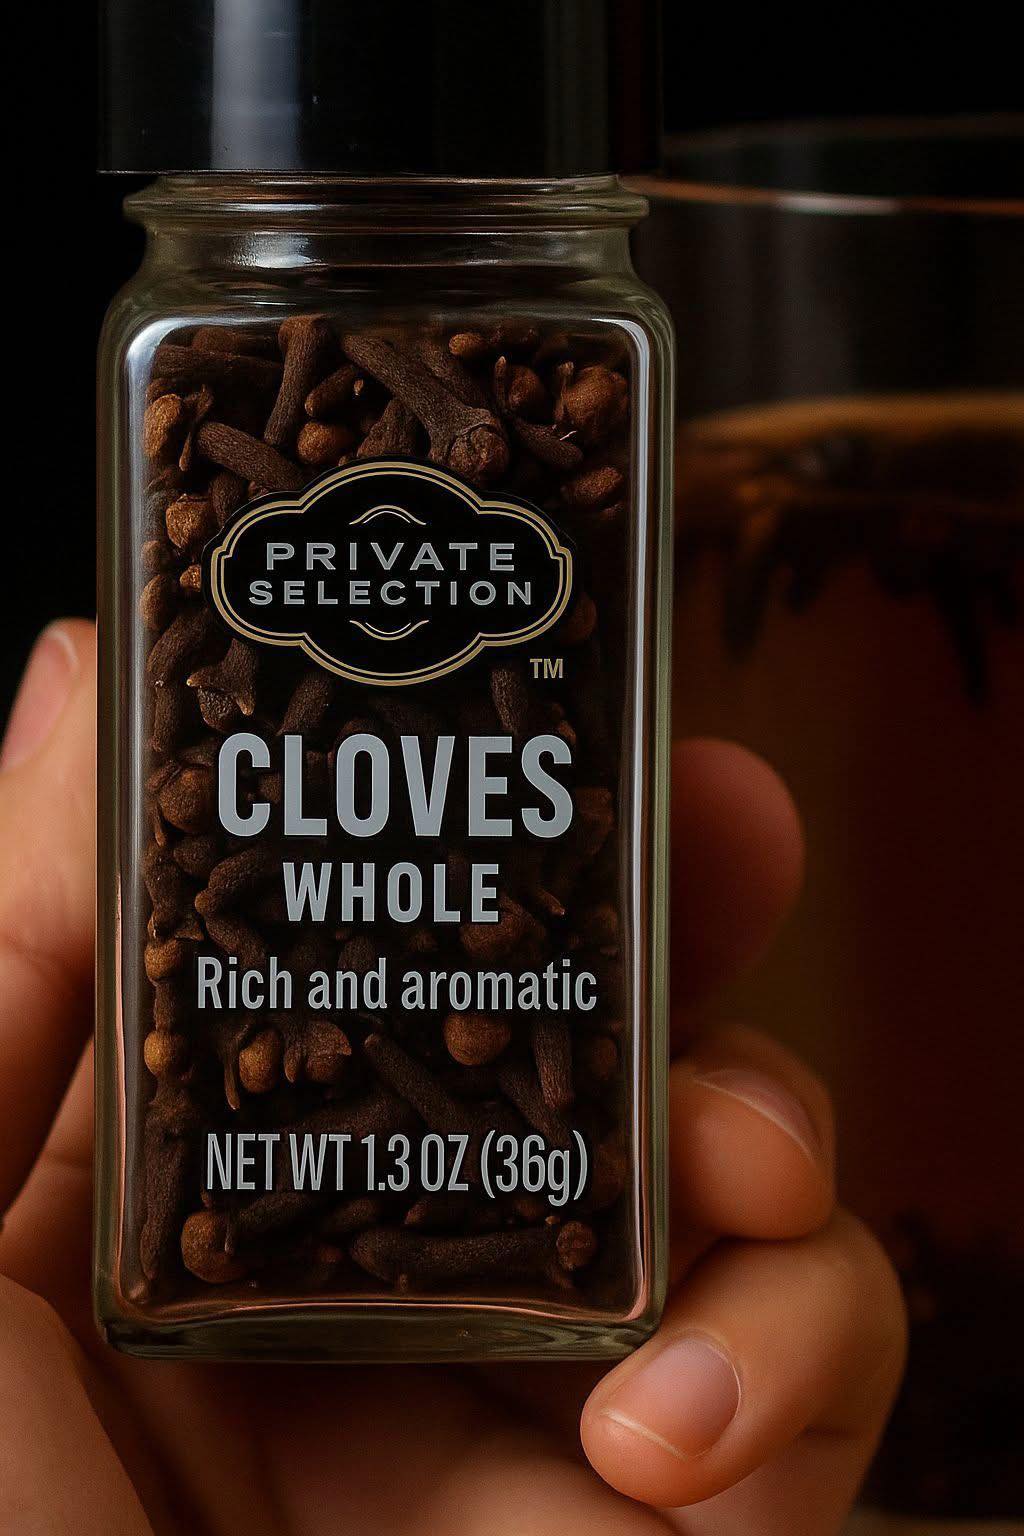 PRIVATE
SELECTION
TM
CLOVES
WHOLE
Rich and aromatic
NET WT 1.3 OZ (36g)